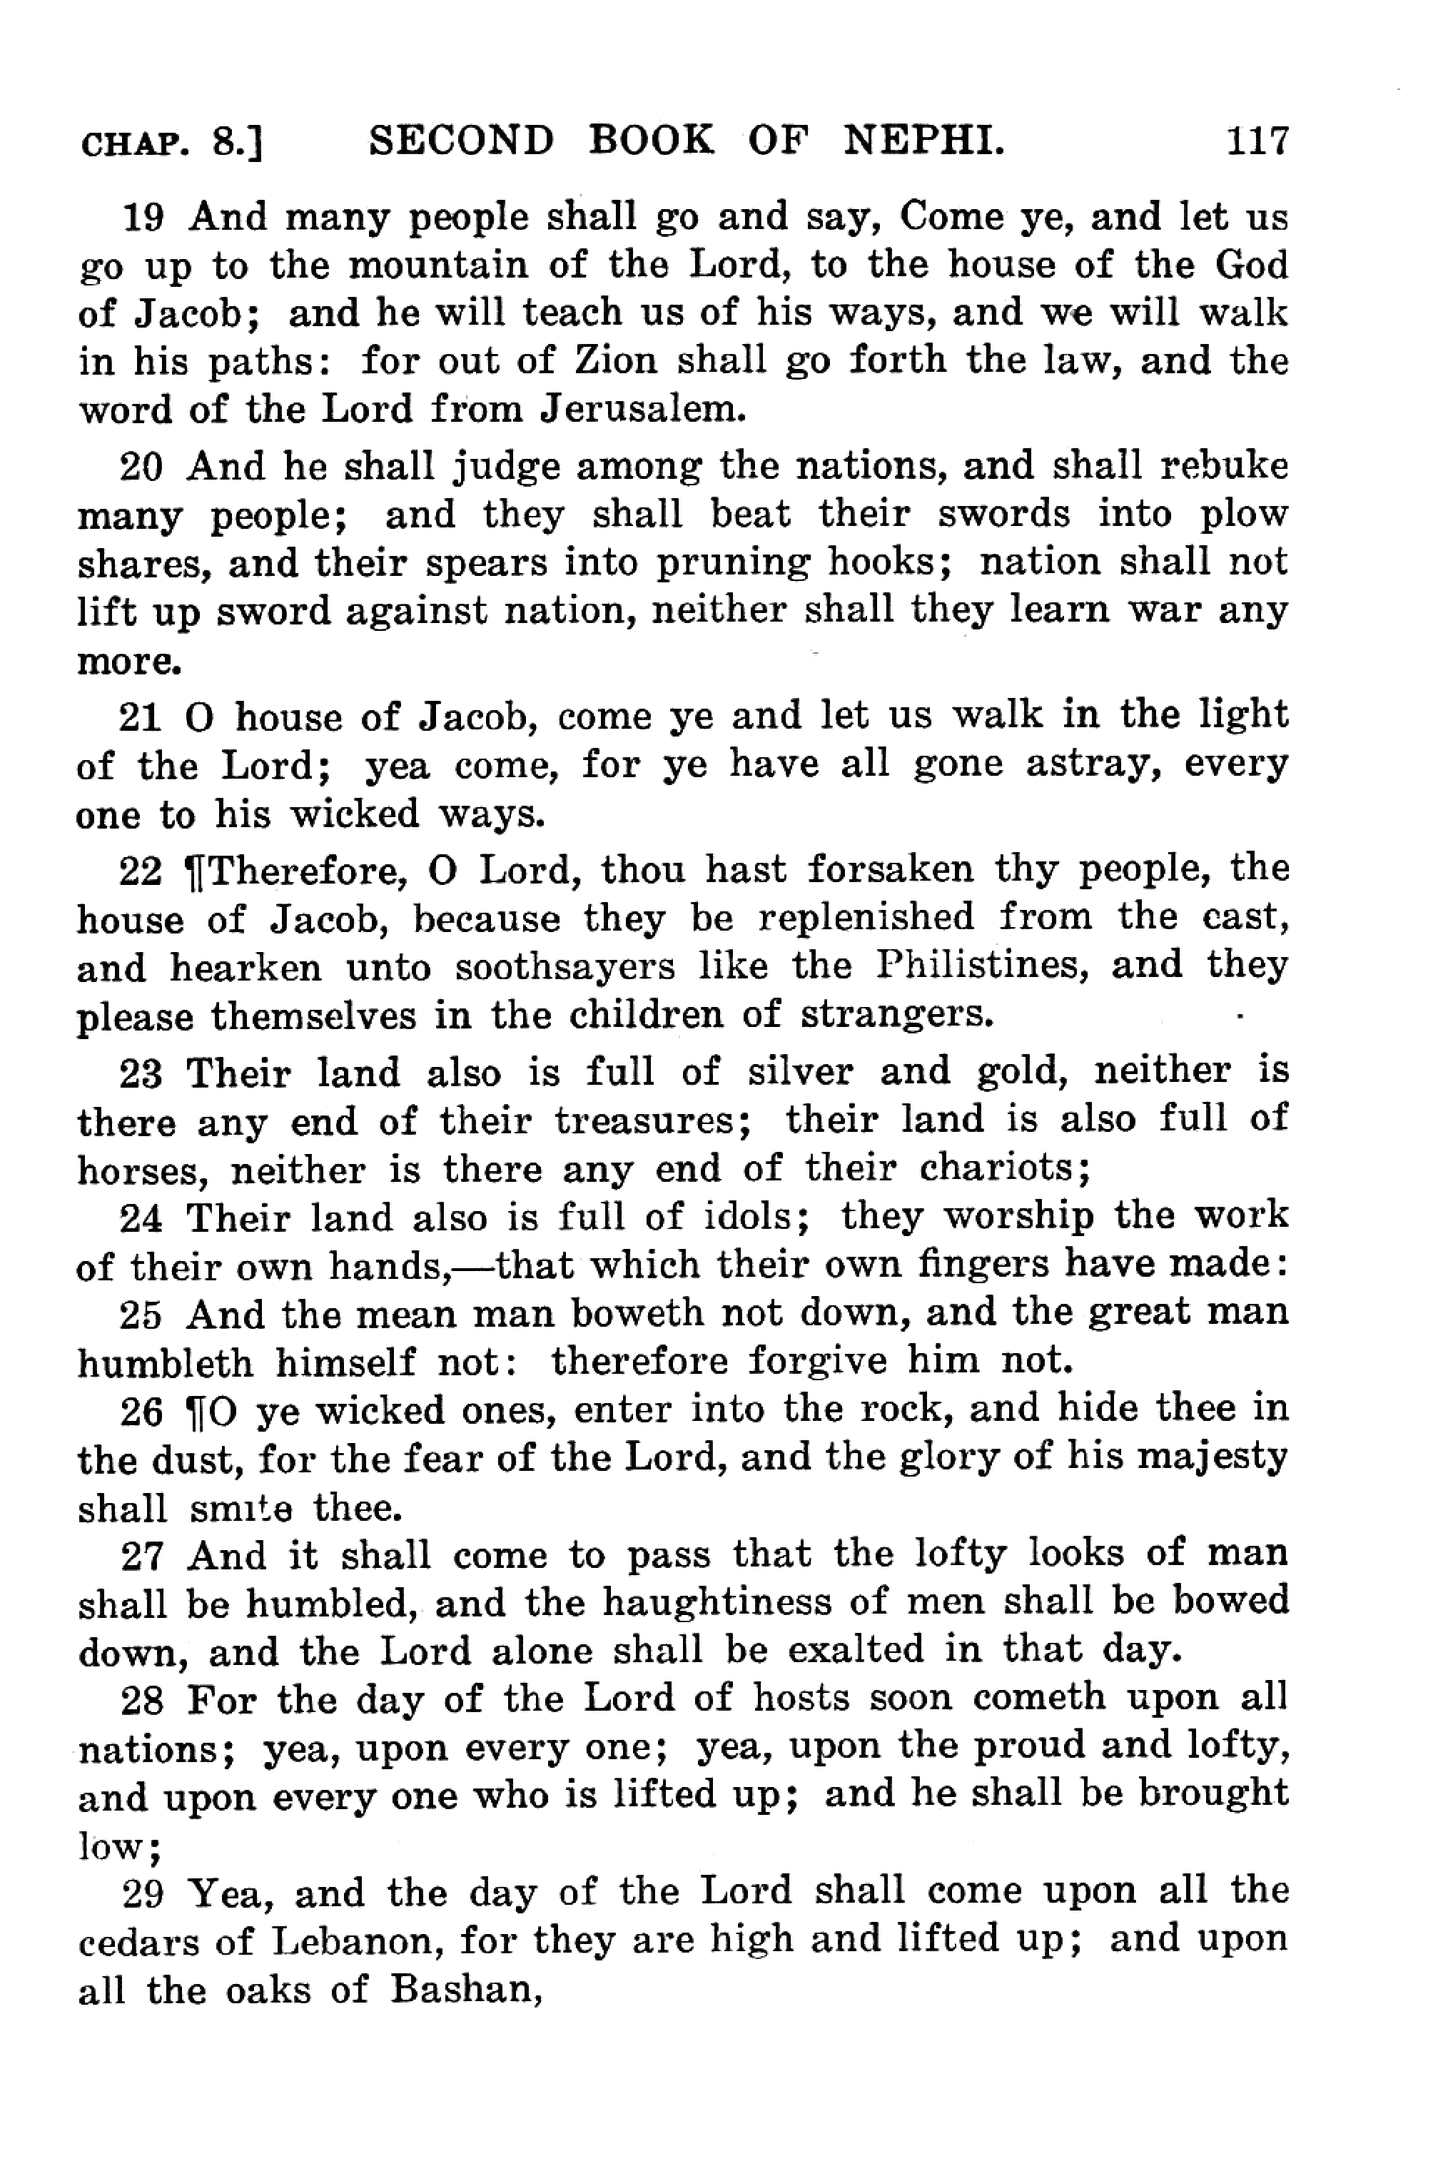 CHAP. 8.] SECOND BOOK OF NEPHI. 117
19 And many people shall go and say, Come ye, and let us
go up to the mountain of the Lord, to the house of the God
of Jacob; and he will teach us of his ways, and we will walk
in his paths: for out of Zion shall go forth the law, and the
word of the Lord from Jerusalem.
20 And he shall judge among the nations, and shall rebuke
many people; and they shall beat their swords into plow
shares, and their spears into pruning hooks; nation shall not
lift up sword against nation, neither shall they learn war any
more.
21 O house of Jacob, come ye and let us walk in the light
of the Lord; yea come, for ye have all gone astray, every
one to his wicked ways.
22 ¶Therefore, O Lord, thou hast forsaken thy people, the
house of Jacob, because they be replenished from the east,
and hearken unto soothsayers like the Philistines, and they
please themselves in the children of strangers.
23 Their land also is full of silver and gold, neither is
there any end of their treasures; their land is also full of
horses, neither is there any end of their chariots;
24 Their land also is full of idols; they worship the work
of their own hands,—that which their own fingers have made:
25 And the mean man boweth not down, and the great man
humbleth himself not: therefore forgive him not.
26 ¶O ye wicked ones, enter into the rock, and hide thee in
the dust, for the fear of the Lord, and the glory of his majesty
shall smite thee.
27 And it shall come to pass that the lofty looks of man
shall be humbled, and the haughtiness of men shall be bowed
down, and the Lord alone shall be exalted in that day.
28 For the day of the Lord of hosts soon cometh upon all
nations; yea, upon every one; yea, upon the proud and lofty,
and upon every one who is lifted up; and he shall be brought
low;
29 Yea, and the day of the Lord shall come upon all the
cedars of Lebanon, for they are high and lifted up; and upon
all the oaks of Bashan,